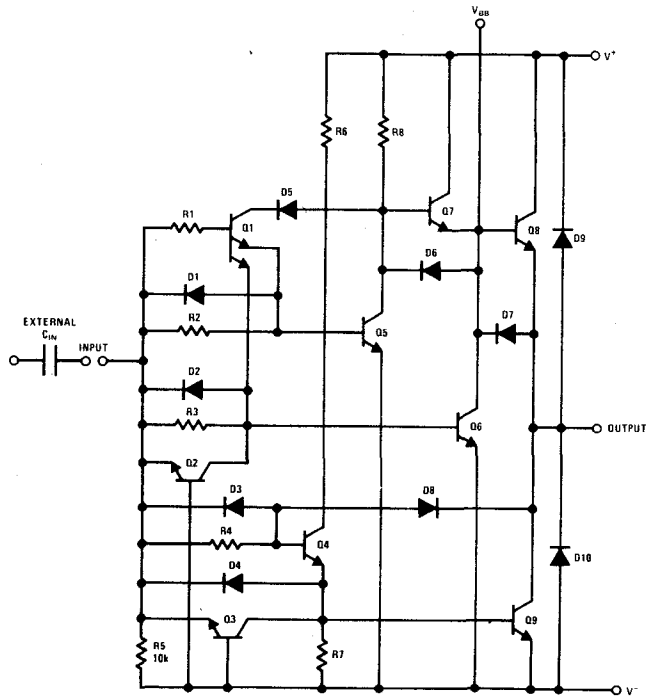 VBB
V+
R6
R8
D5
R1
Q1
Q7
Q8
D9
D1
D6
EXTERNAL
CIN
INPUT
R2
Q5
D7
D2
R3
Q6
OUTPUT
Q2
D3
D8
R4
Q4
D4
D10
Q3
Q9
R5
10k
R7
V-